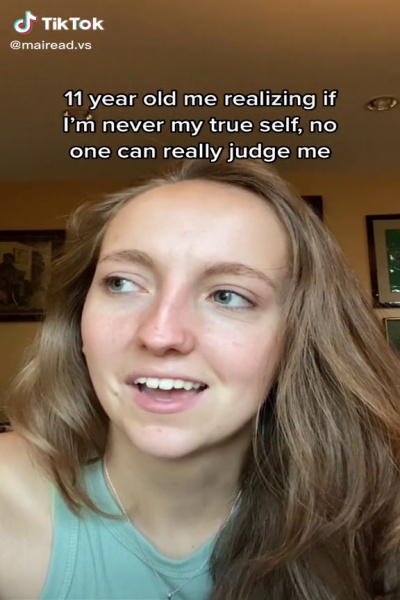 TikTok
@mairead.vs
11 year old me realizing if
I'm never my true self, no
one can really judge me